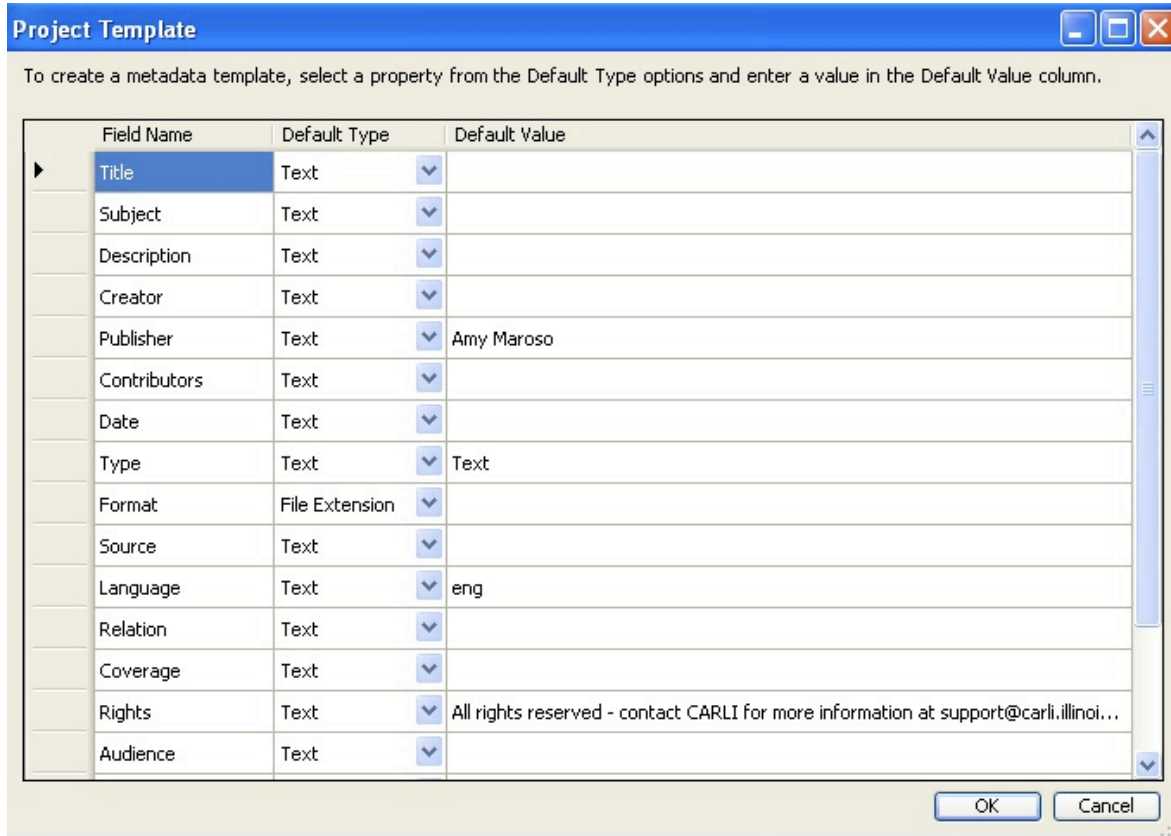 Project Template
To create a metadata template, select a property from the Default Type options and enter a value in the Default Value column.
Field Name Default Type Default Value
Title Text
Subject Text
Description Text
Creator Text
Publisher Text Amy Maroso
Contributors Text
Date Text
Type Text Text
Format File Extension
Source Text
Language Text eng
Relation Text
Coverage Text
Rights Text All rights reserved - contact CARLI for more information at support@carli.illinoi...
Audience Text
OK Cancel